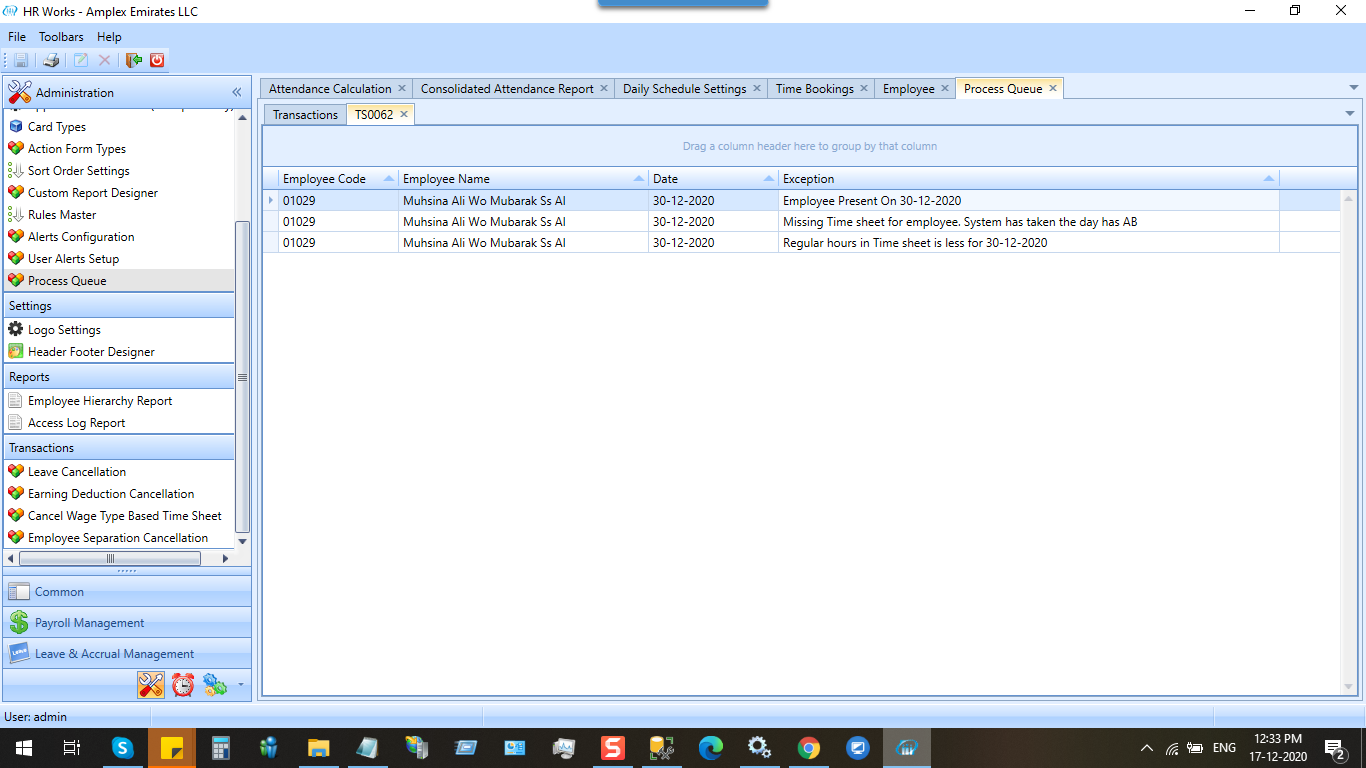 HR Works - Amplex Emirates LLC
File Toolbars Help
Administration
Card Types
Action Form Types
Sort Order Settings
Custom Report Designer
Rules Master
Alerts Configuration
User Alerts Setup
Process Queue
Settings
Logo Settings
Header Footer Designer
Reports
Employee Hierarchy Report
Access Log Report
Transactions
Leave Cancellation
Earning Deduction Cancellation
Cancel Wage Type Based Time Sheet
Employee Separation Cancellation
Common
Payroll Management
Leave & Accrual Management
Attendance Calculation Consolidated Attendance Report Daily Schedule Settings Time Bookings Employee Process Queue
Transactions TS0062
Drag a column header here to group by that column
Employee Code Employee Name Date Exception
01029 Muhsina Ali Wo Mubarak Ss Al 30-12-2020 Employee Present On 30-12-2020
01029 Muhsina Ali Wo Mubarak Ss Al 30-12-2020 Missing Time sheet for employee. System has taken the day has AB
01029 Muhsina Ali Wo Mubarak Ss Al 30-12-2020 Regular hours in Time sheet is less for 30-12-2020
User: admin
ENG
12:33 PM
17-12-2020
2